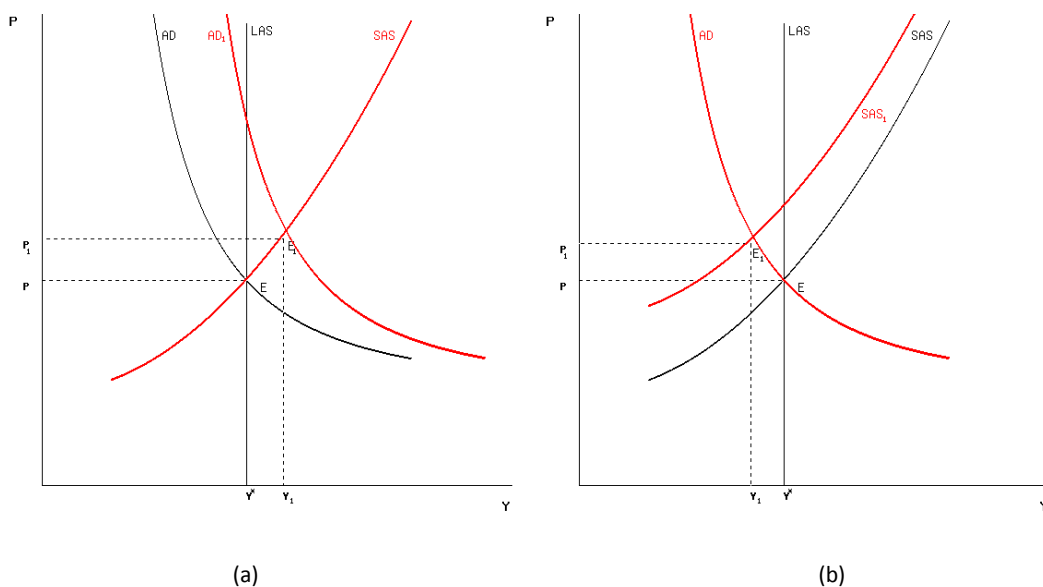 P
AD
AD₁
LAS
SAS
P₁
E₁
P
E
Y*
Y₁
Y
(a)
P
AD
LAS
SAS
SAS₁
P₁
E₁
P
E
Y₁
Y*
Y
(b)